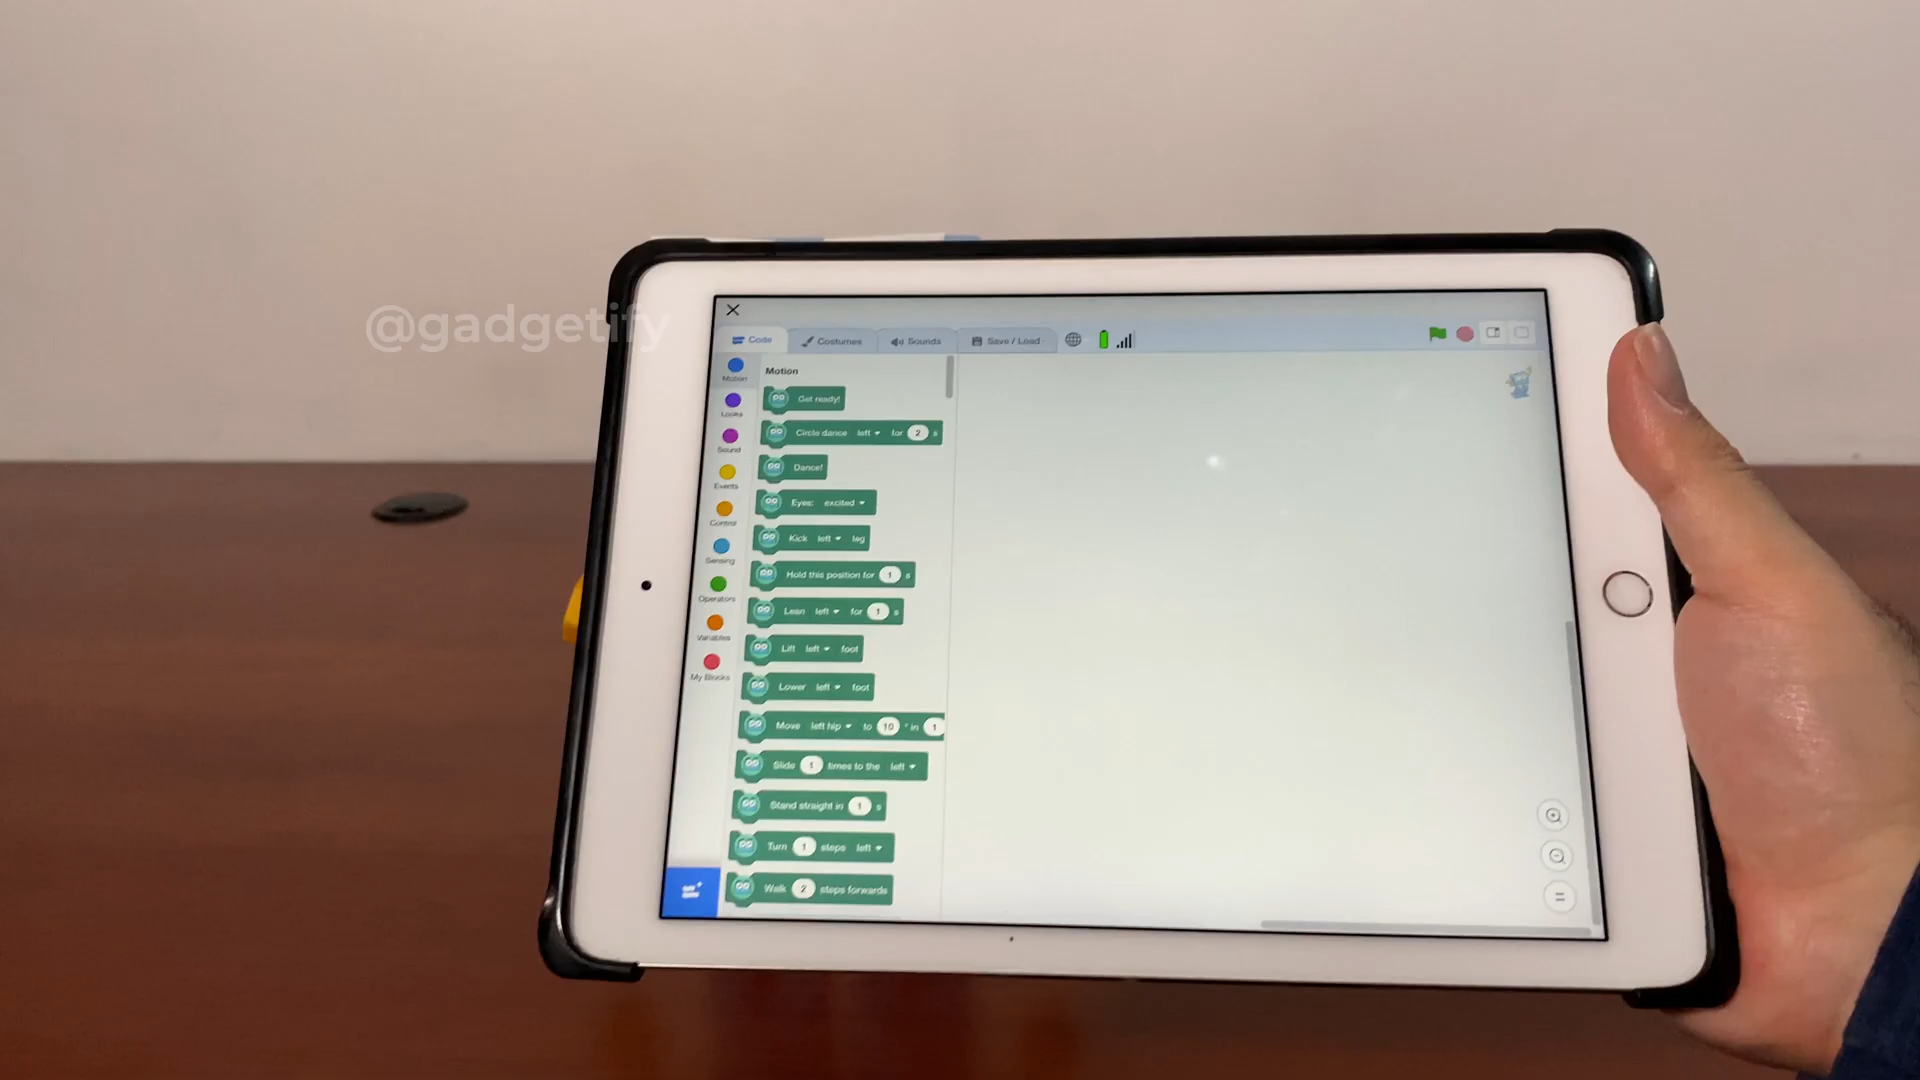 @gadgetify
Code
Costumes
Sounds
Save / Load
Motion
Looks
Sound
Events
Control
Sensing
Operators
Variables
My Blocks
Motion
Get ready!
Circle dance left for 2 s
Dance!
Eyes: excited
Kick left leg
Hold this position for 1 s
Lean left for 1 s
Lift left foot
Lower left foot
Move left hip to 10 ° in 1
Slide 1 times to the left
Stand straight in 1 s
Turn 1 steps left
Walk 2 steps forwards